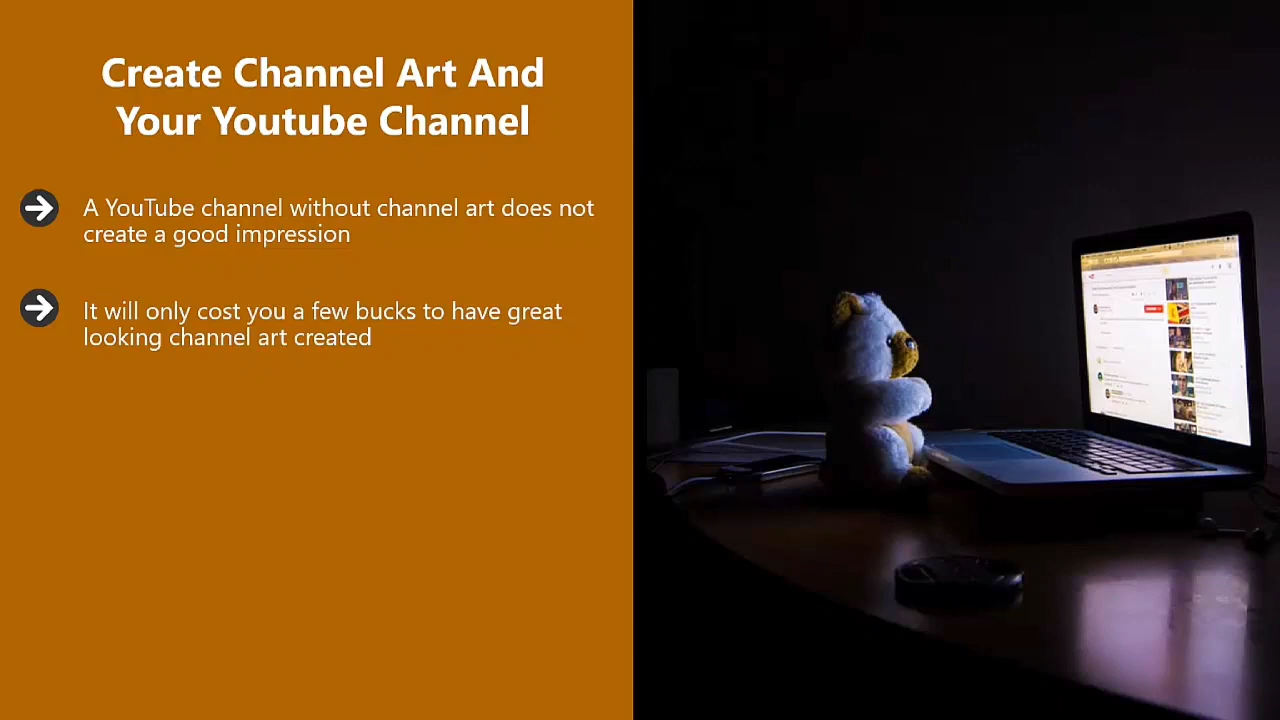 Create Channel Art And
Your Youtube Channel
A YouTube channel without channel art does not
create a good impression
It will only cost you a few bucks to have great
looking channel art created